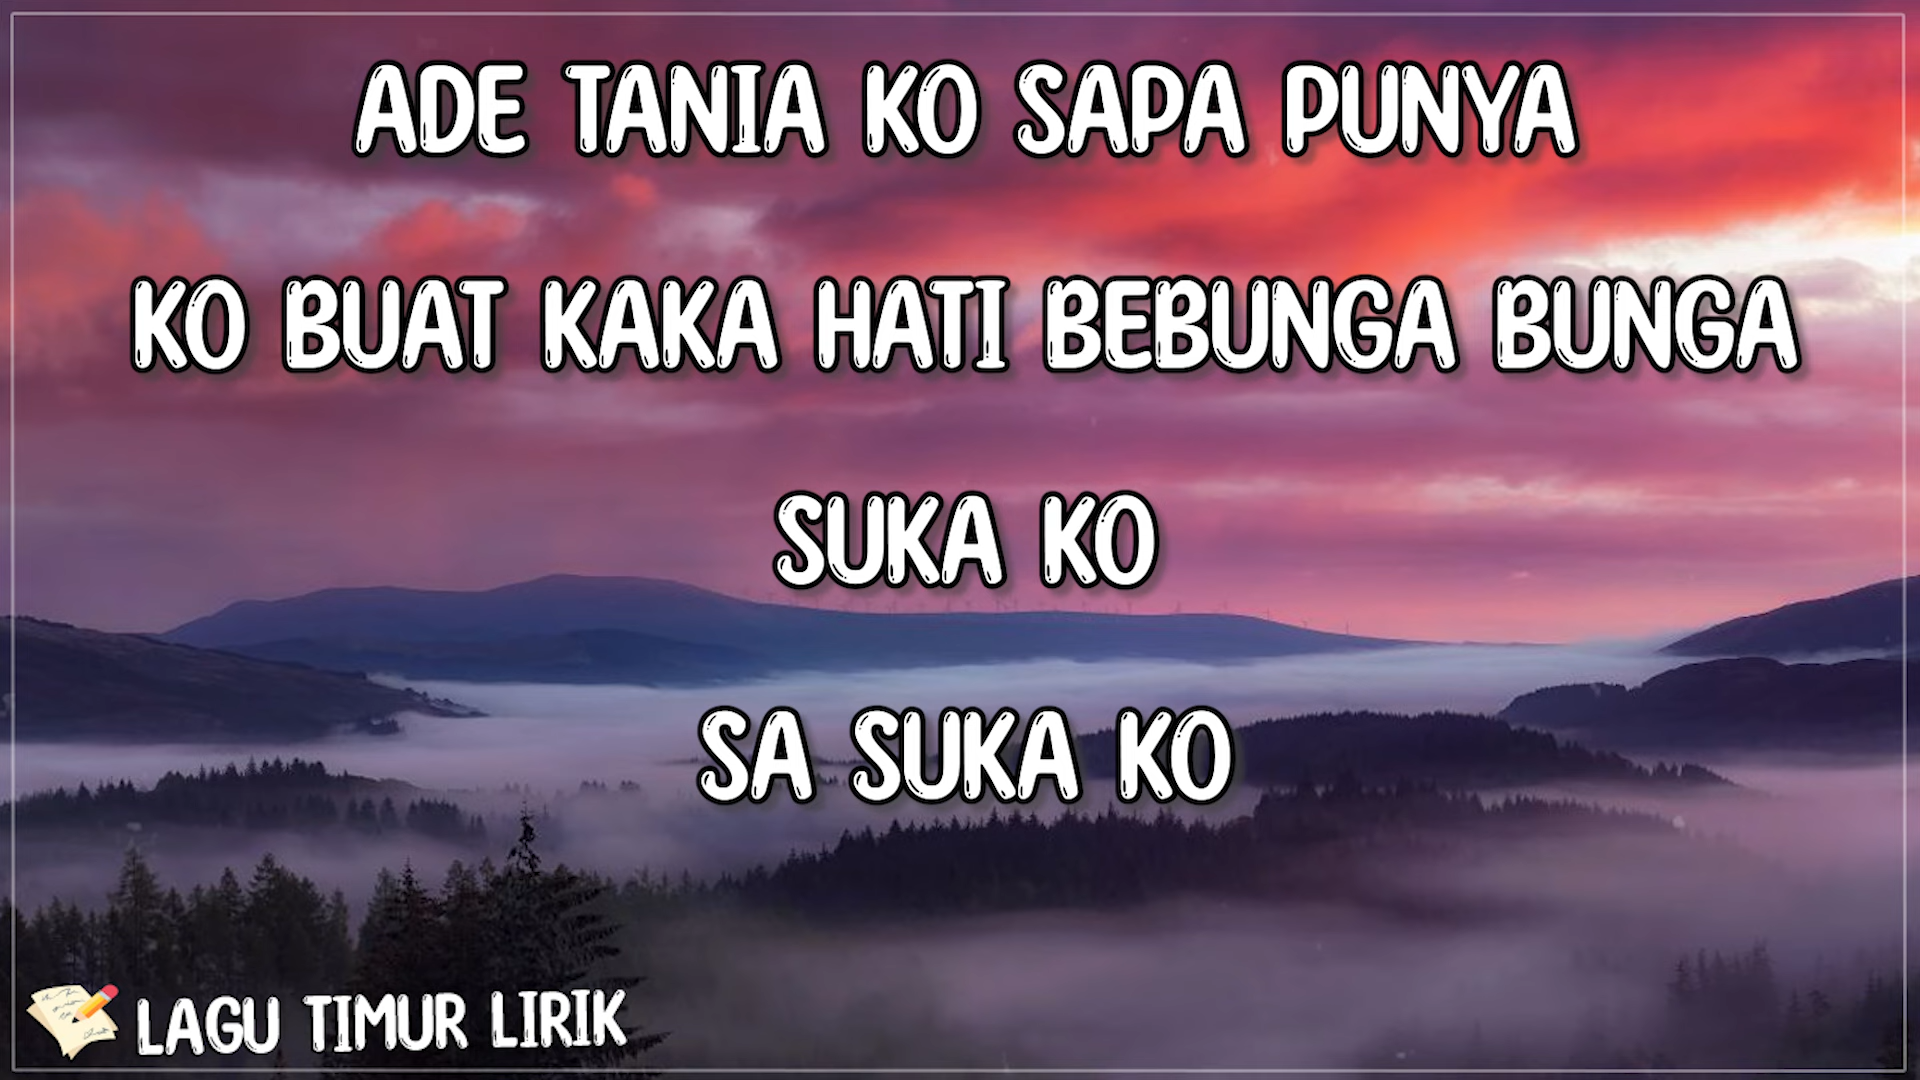 ADE TANIA KO SAPA PUNYA
KO BUAT KAKA HATI BEBUNGA BUNGA
SUKA KO
SA SUKA KO
LAGU TIMUR LIRIK